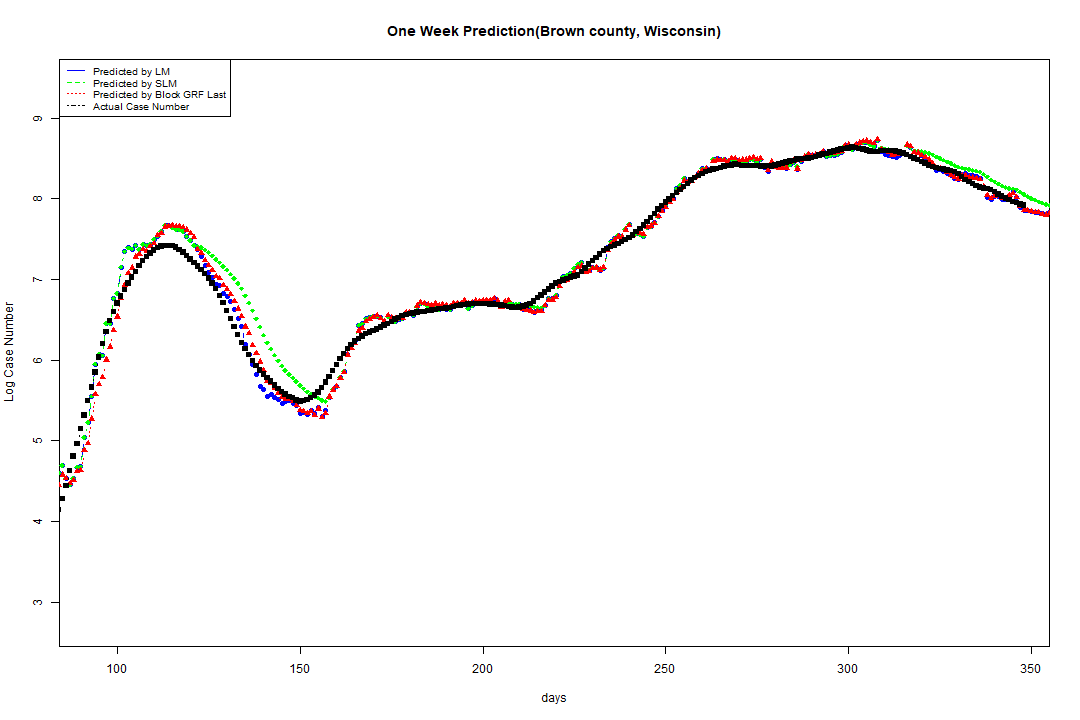 One Week Prediction(Brown county, Wisconsin)
Predicted by LM
Predicted by SLM
Predicted by Block GRF Last
Actual Case Number
Log Case Number
9
8
7
6
5
4
3
100 150 200 250 300 350
days